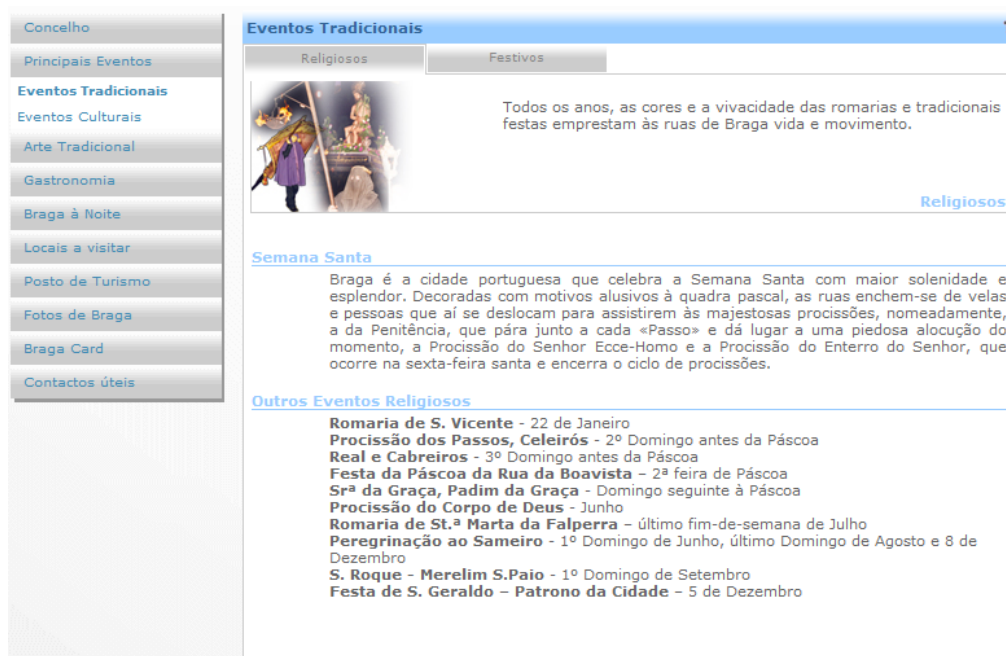 Concelho
Principais Eventos
Eventos Tradicionais
Eventos Culturais
Arte Tradicional
Gastronomia
Braga à Noite
Locais a visitar
Posto de Turismo
Fotos de Braga
Braga Card
Contactos úteis
Eventos Tradicionais
Religiosos
Festivos
Todos os anos, as cores e a vivacidade das romarias e tradicionais
festas emprestam às ruas de Braga vida e movimento.
Religiosos
Semana Santa
Braga é a cidade portuguesa que celebra a Semana Santa com maior solenidade e
esplendor. Decoradas com motivos alusivos à quadra pascal, as ruas enchem-se de velas
e pessoas que aí se deslocam para assistirem às majestosas procissões, nomeadamente,
a da Penitência, que pára junto a cada «Passo» e dá lugar a uma piedosa alocução do
momento, a Procissão do Senhor Ecce-Homo e a Procissão do Enterro do Senhor, que
ocorre na sexta-feira santa e encerra o ciclo de procissões.
Outros Eventos Religiosos
Romaria de S. Vicente - 22 de Janeiro
Procissão dos Passos, Celeirós - 2º Domingo antes da Páscoa
Real e Cabreiros - 3º Domingo antes da Páscoa
Festa da Páscoa da Rua da Boavista – 2ª feira de Páscoa
Srª da Graça, Padim da Graça - Domingo seguinte à Páscoa
Procissão do Corpo de Deus - Junho
Romaria de St.ª Marta da Falperra – último fim-de-semana de Julho
Peregrinação ao Sameiro - 1º Domingo de Junho, último Domingo de Agosto e 8 de
Dezembro
S. Roque - Merelim S.Paio - 1º Domingo de Setembro
Festa de S. Geraldo – Patrono da Cidade – 5 de Dezembro